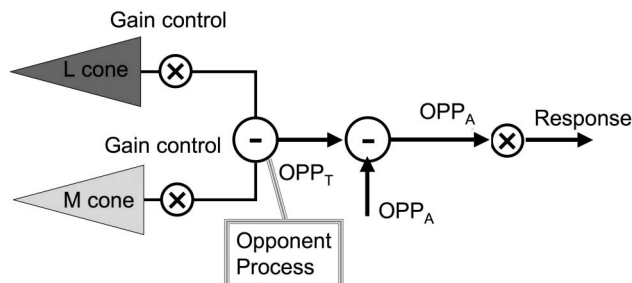 Gain control
L cone
Gain control
M cone
-
OPP_T
-
OPP_A
OPP_A
Response
Opponent
Process